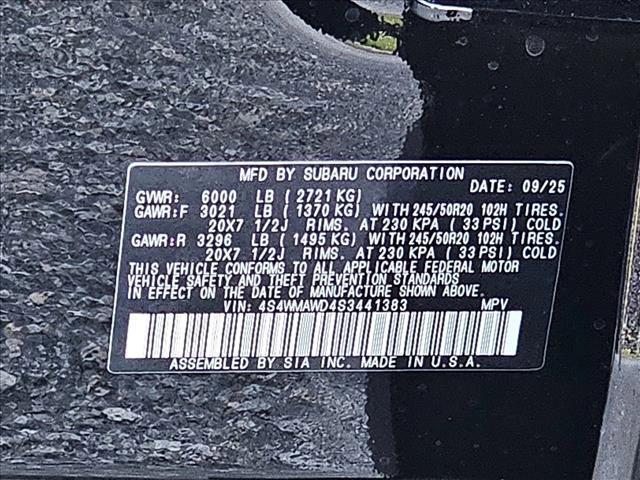 MFD BY SUBARU CORPORATION
DATE: 09/25
GVWR: 6000 LB ( 2721 KG)
GAWR:F 3021 LB ( 1370 KG) WITH 245/50R20 102H TIRES.
20X7 1/2J RIMS. AT 230 KPA ( 33 PSI) COLD
GAWR:R 3296 LB ( 1495 KG) WITH 245/50R20 102H TIRES.
20X7 1/2J RIMS. AT 230 KPA ( 33 PSI) COLD
THIS VEHICLE CONFORMS TO ALL APPLICABLE FEDERAL MOTOR
VEHICLE SAFETY AND THEFT PREVENTION STANDARDS
IN EFFECT ON THE DATE OF MANUFACTURE SHOWN ABOVE.
VIN: 4S4WMAWD4S3441383 MPV
ASSEMBLED BY SIA INC. MADE IN U.S.A.